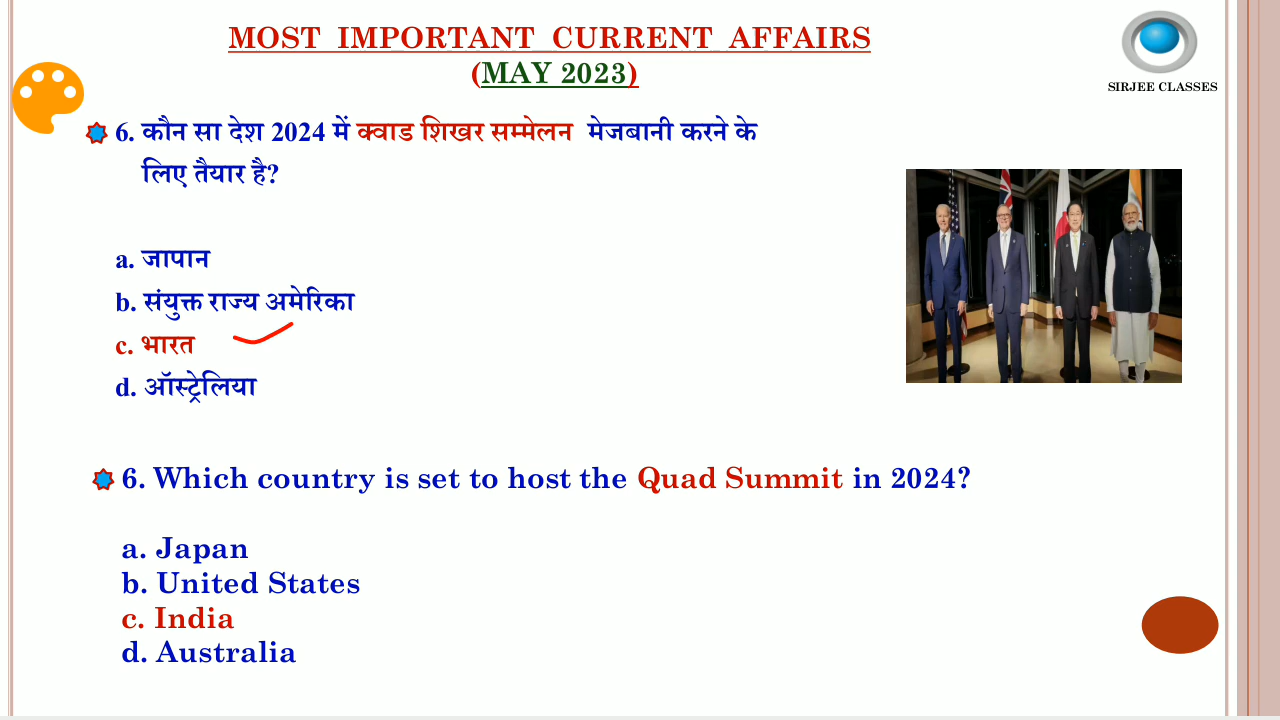 MOST IMPORTANT CURRENT AFFAIRS
(MAY 2023)
SIRJEE CLASSES
6. कौन सा देश 2024 में क्वाड शिखर सम्मेलन मेजबानी करने के
लिए तैयार है?
a. जापान
b. संयुक्त राज्य अमेरिका
c. भारत
d. ऑस्ट्रेलिया
6. Which country is set to host the Quad Summit in 2024?
a. Japan
b. United States
c. India
d. Australia